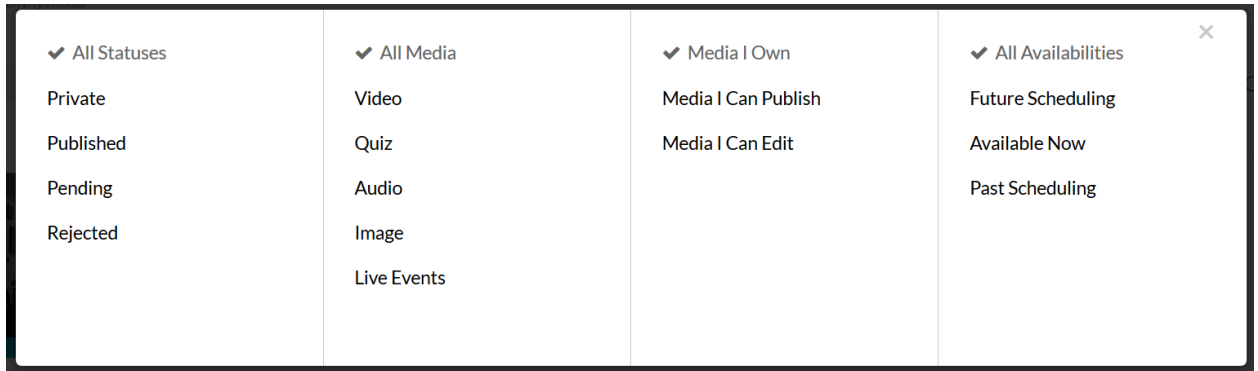 All Statuses
Private
Published
Pending
Rejected
All Media
Video
Quiz
Audio
Image
Live Events
Media I Own
Media I Can Publish
Media I Can Edit
All Availabilities
Future Scheduling
Available Now
Past Scheduling